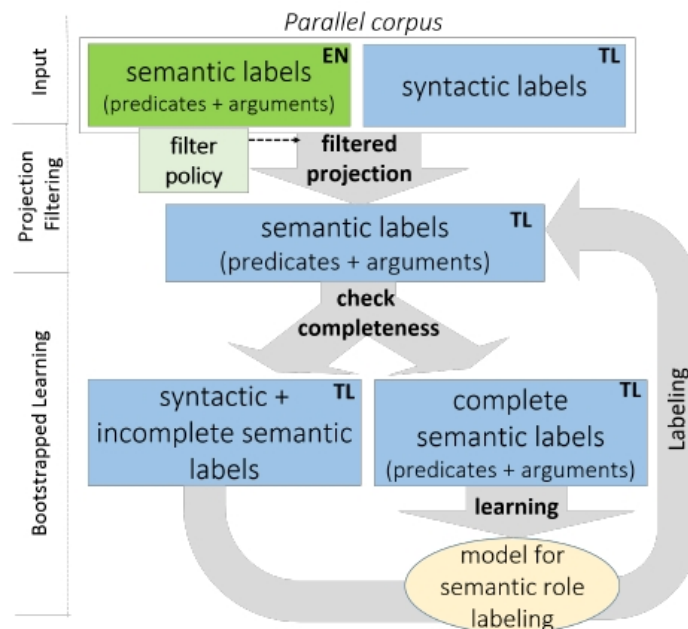 Parallel corpus
Input
EN
semantic labels
(predicates + arguments)
TL
syntactic labels
filter
policy
filtered
projection
Projection
Filtering
TL
semantic labels
(predicates + arguments)
check
completeness
Bootstrapped Learning
TL
syntactic +
incomplete semantic
labels
TL
complete
semantic labels
(predicates + arguments)
Labeling
learning
model for
semantic role
labeling